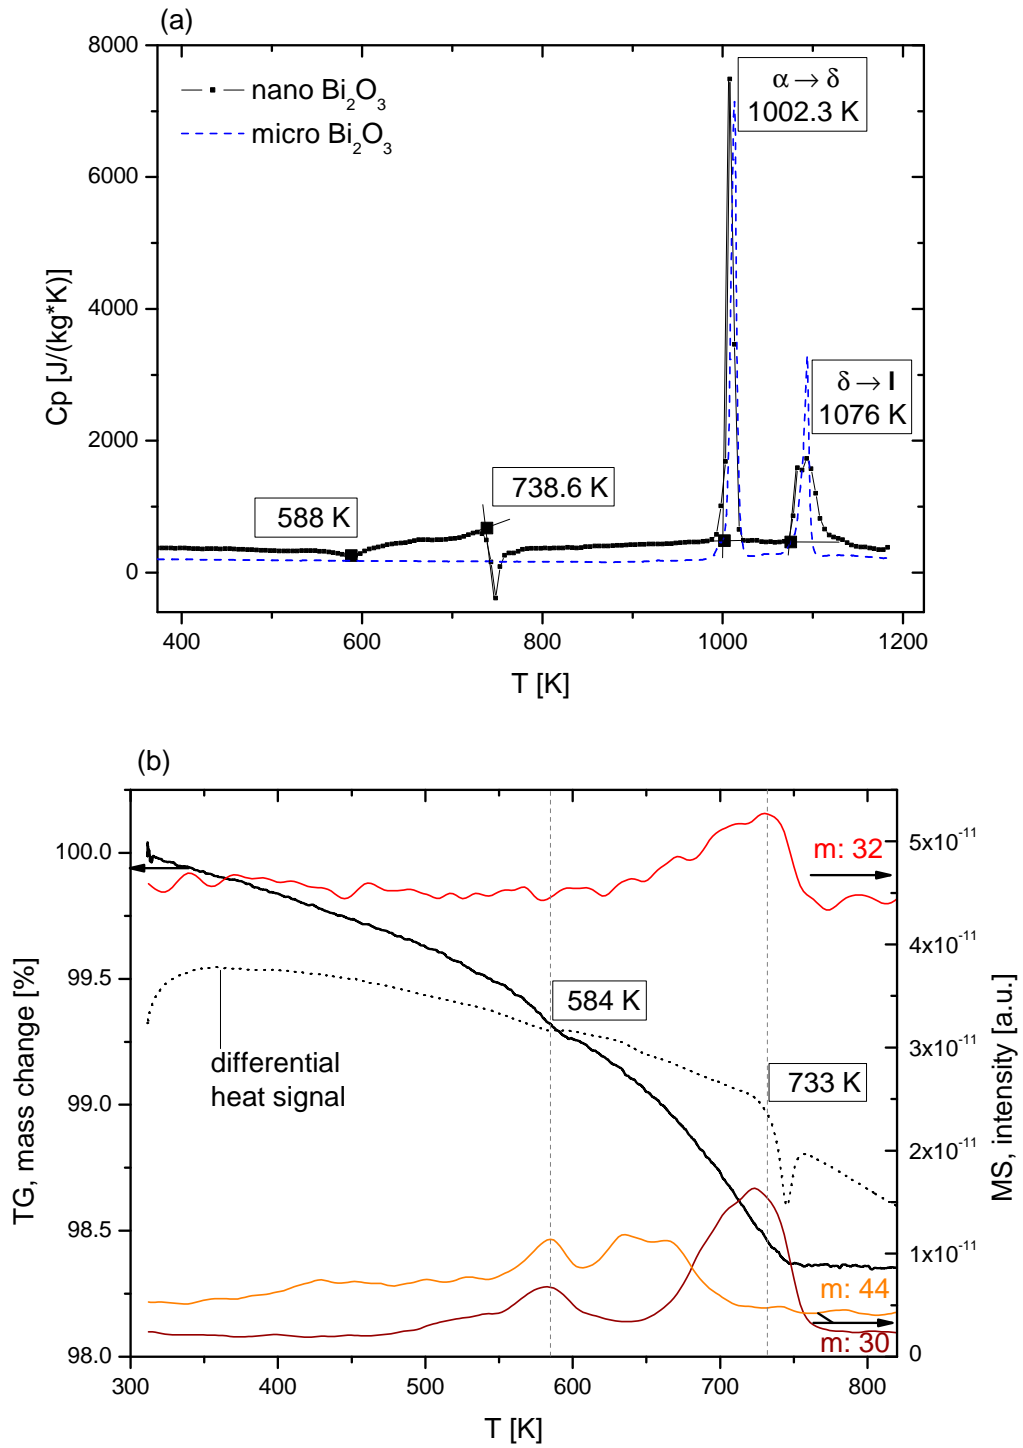 (a)
8000
6000
4000
2000
0
Cp [J/(kg*K)]
nano Bi₂O₃
micro Bi₂O₃
α → δ
1002.3 K
δ → l
1076 K
588 K
738.6 K
400
600
800
1000
1200
T [K]
(b)
100.0
99.5
99.0
98.5
98.0
TG, mass change [%]
m: 32
584 K
differential
heat signal
733 K
m: 44
m: 30
5x10⁻¹¹
4x10⁻¹¹
3x10⁻¹¹
2x10⁻¹¹
1x10⁻¹¹
0
MS, intensity [a.u.]
300
400
500
600
700
800
T [K]